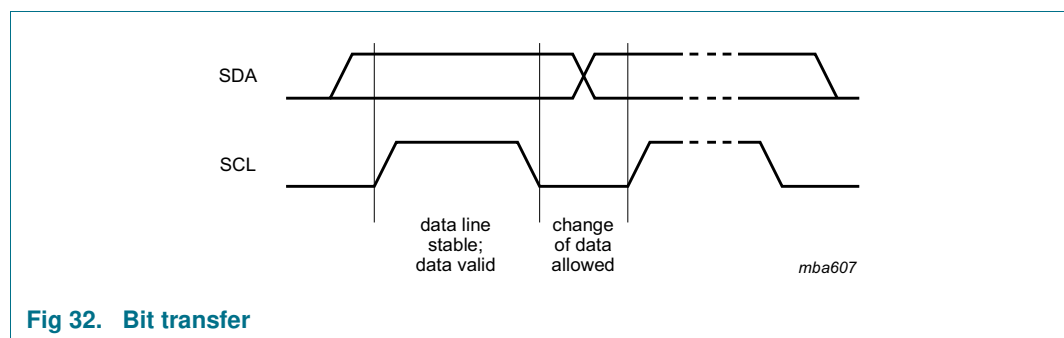 SDA
SCL
data line
stable;
data valid
change
of data
allowed
mba607
Fig 32. Bit transfer